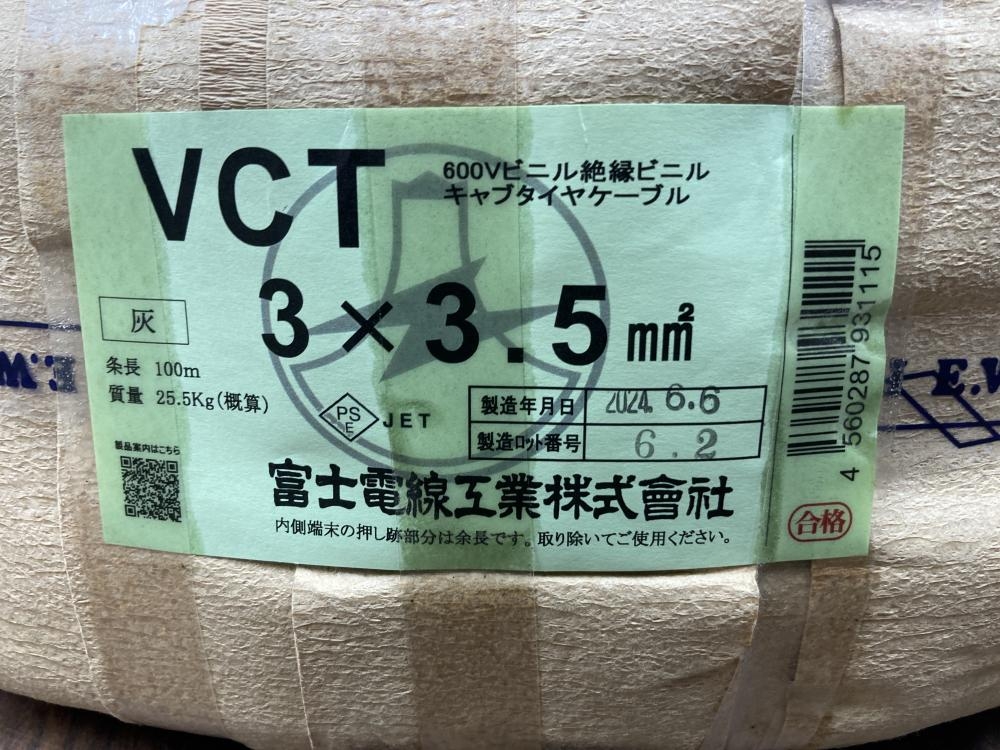 VCT
600Vビニル絶縁ビニル
キャブタイヤケーブル
3×3.5㎟
灰
条長 100m
質量 25.5Kg(概算)
PS
E
JET
製造年月日 2024.6.6
製造ロット番号 6.2
製品案内はこちら
富士電線工業株式會社
内側端末の押し跡部分は余長です。取り除いてご使用ください。
4 560287 931115
合格
E.W